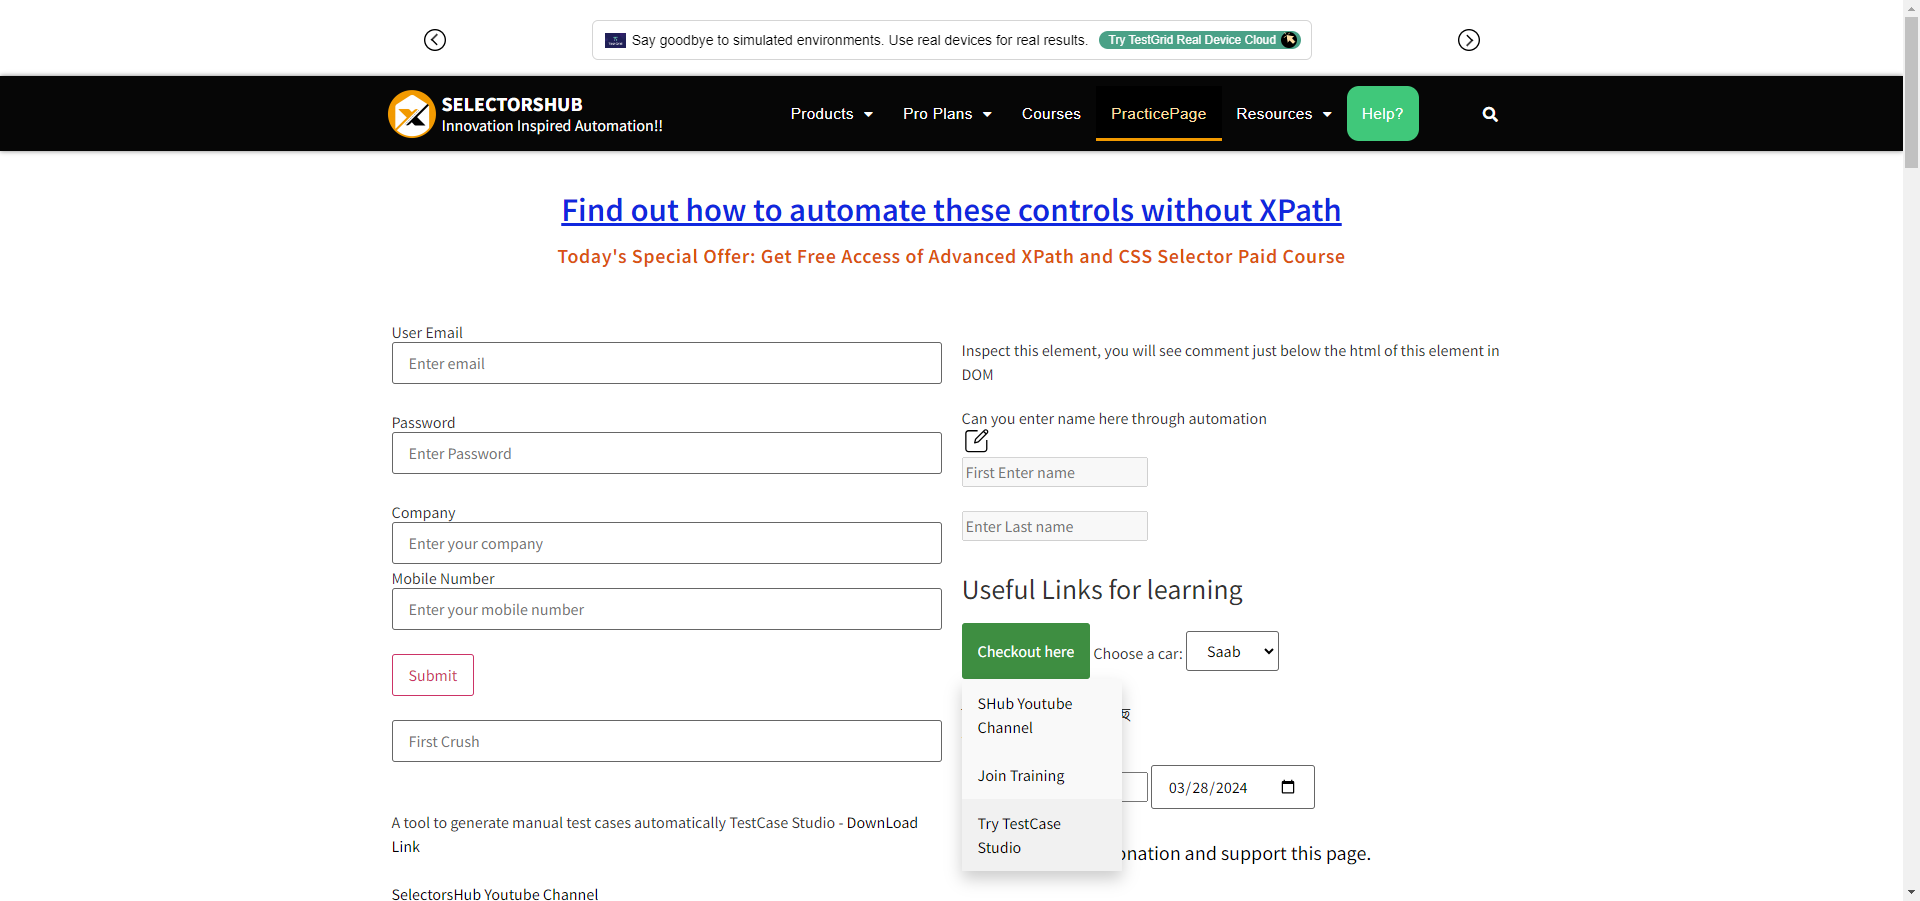 Say goodbye to simulated environments. Use real devices for real results. Try TestGrid Real Device Cloud
SELECTORSHUB
Innovation Inspired Automation!!
Products Pro Plans Courses PracticePage Resources Help?
Find out how to automate these controls without XPath
Today's Special Offer: Get Free Access of Advanced XPath and CSS Selector Paid Course
User Email
Enter email
Password
Enter Password
Company
Enter your company
Mobile Number
Enter your mobile number
Submit
First Crush
A tool to generate manual test cases automatically TestCase Studio - DownLoad
Link
SelectorsHub Youtube Channel
Inspect this element, you will see comment just below the html of this element in
DOM
Can you enter name here through automation
First Enter name
Enter Last name
Useful Links for learning
Checkout here Choose a car: Saab
SHub Youtube
Channel
Join Training
03/28/2024
Try TestCase
Studio
nation and support this page.